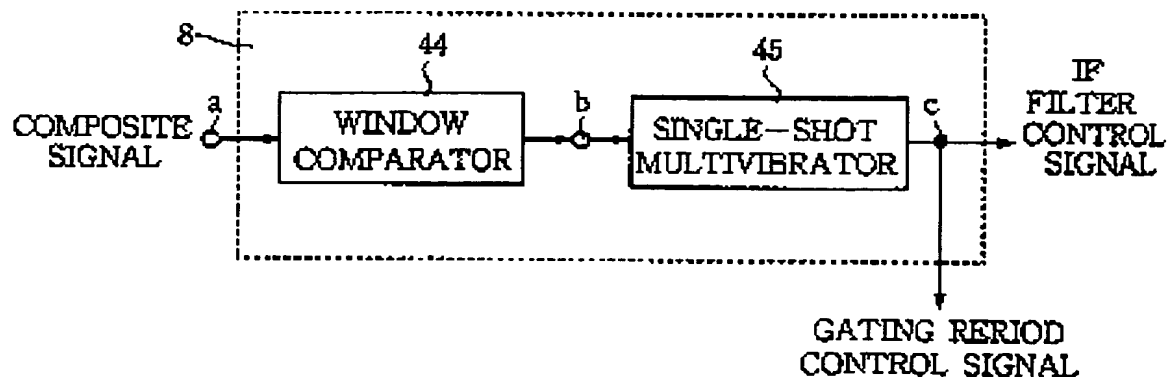 8
44
45
COMPOSITE
SIGNAL
a
WINDOW
COMPARATOR
b
SINGLE-SHOT
MULTIVIBRATOR
c
IF
FILTER
CONTROL
SIGNAL
GATING RERIOD
CONTROL SIGNAL